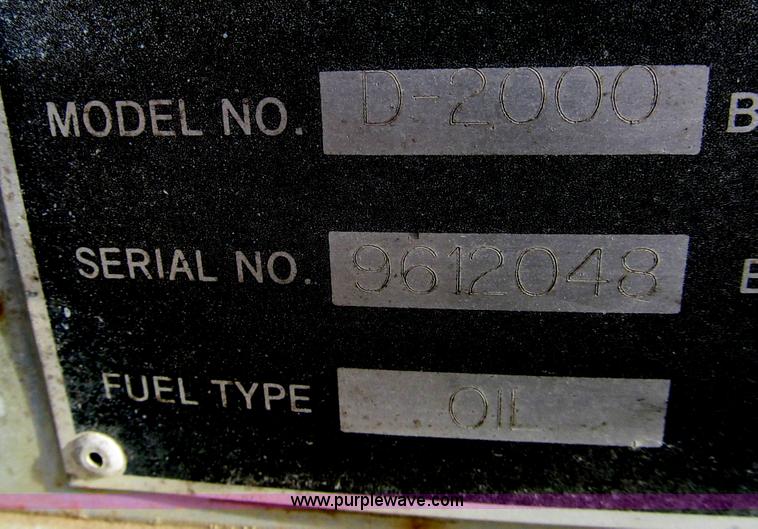 MODEL NO. D-2000 B
SERIAL NO. 9612048 E
FUEL TYPE OIL
www.purplewave.com